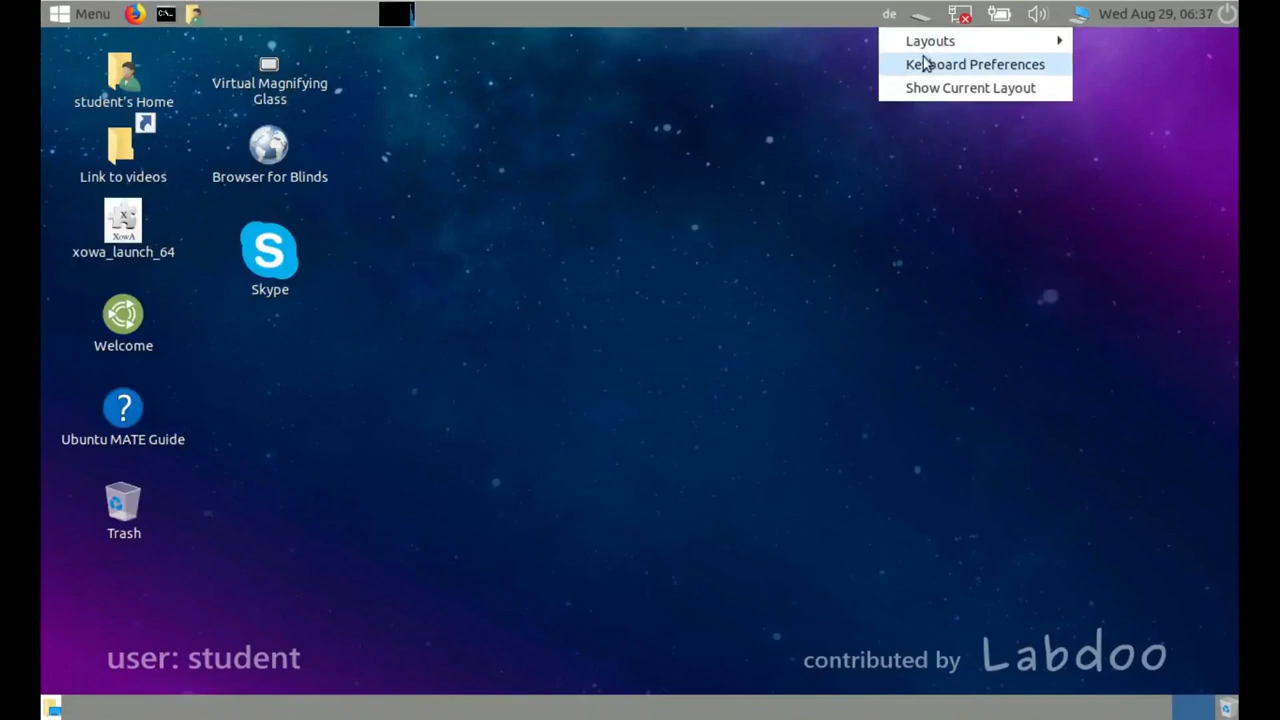 Menu
de
Wed Aug 29, 06:37
Layouts
Keyboard Preferences
Show Current Layout
student's Home
Virtual Magnifying
Glass
Link to videos
Browser for Blinds
X
XOWA
xowa_launch_64
S
Skype
Welcome
?
Ubuntu MATE Guide
Trash
user: student
contributed by Labdoo